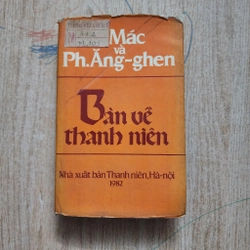 Mác
và
Ph.Ăng-ghen
Bàn về
thanh niên
Nhà xuất bản Thanh niên, Hà-nội
1982